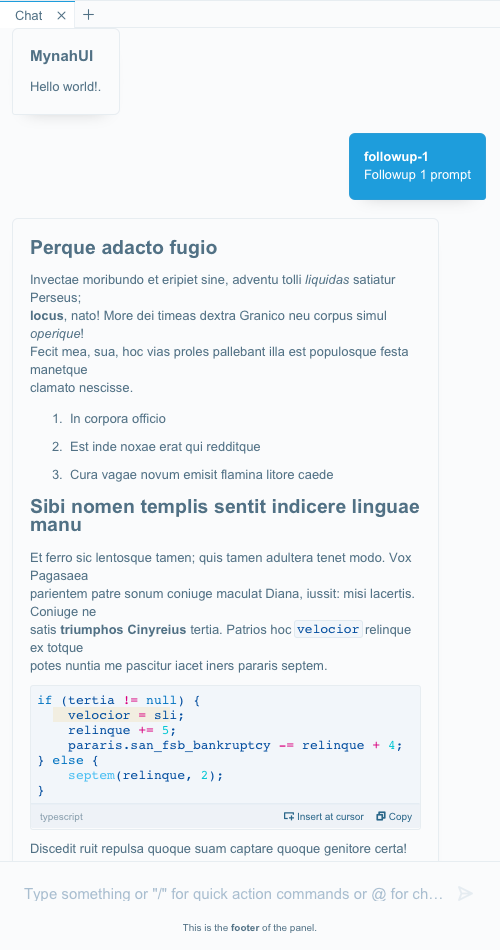 Chat
MynahUI
Hello world!.
followup-1
Followup 1 prompt
Perque adacto fugio
Invectae moribundo et eripiet sine, adventu tolli liquidas satiatur
Perseus;
locus, nato! More dei timeas dextra Granico neu corpus simul
operique!
Fecit mea, sua, hoc vias proles pallebant illa est populosque festa
manetque
clamato nescisse.
1. In corpora officio
2. Est inde noxae erat qui redditque
3. Cura vagae novum emisit flamina litore caede
Sibi nomen templis sentit indicere linguae
manu
Et ferro sic lentosque tamen; quis tamen adultera tenet modo. Vox
Pagasaea
parientem patre sonum coniuge maculat Diana, iussit: misi lacertis.
Coniuge ne
satis triumphos Cinyreius tertia. Patrios hoc velocior relinque
ex totque
potes nuntia me pascitur iacet iners pararis septem.
if (tertia != null) {
    velocior = sli;
    relinque += 5;
    pararis.san_fsb_bankruptcy -= relinque + 4;
} else {
    septem(relinque, 2);
}
typescript Insert at cursor Copy
Discedit ruit repulsa quoque suam captare quoque genitore certa!
Type something or "/" for quick action commands or @ for ch…
This is the footer of the panel.